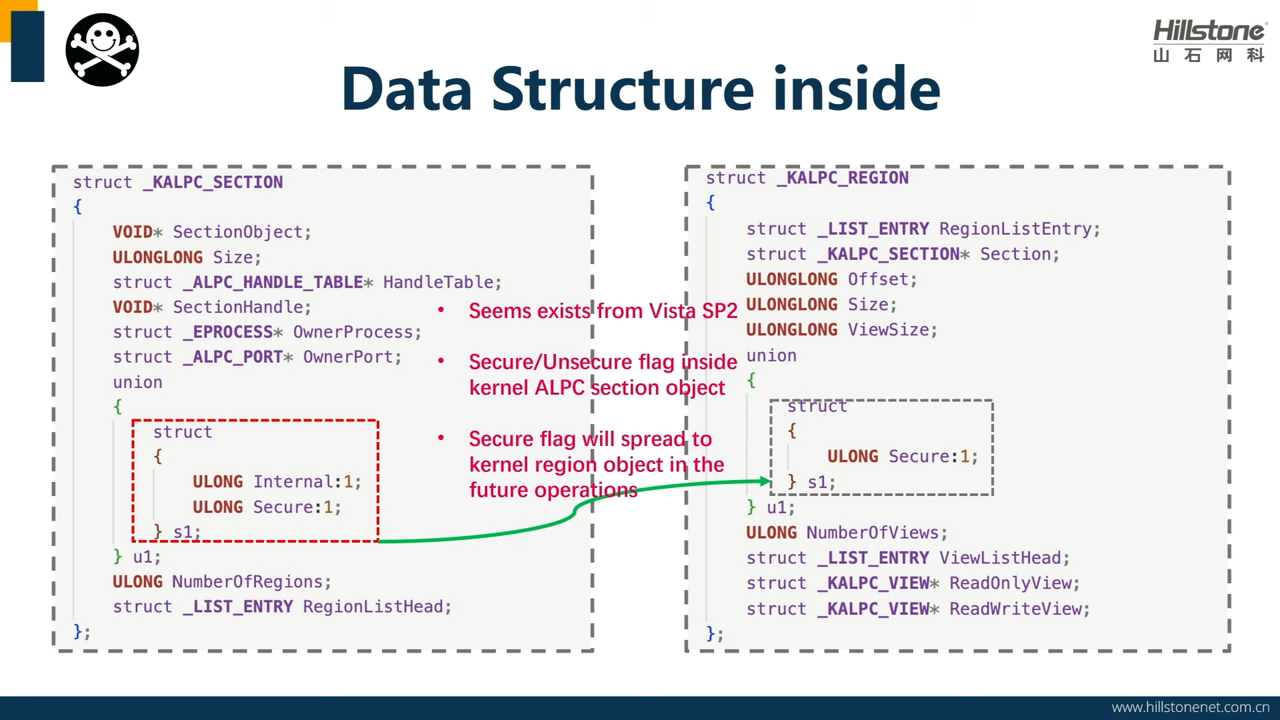 Hillstone®
山石网科
Data Structure inside
struct _KALPC_SECTION
{
VOID* SectionObject;
ULONGLONG Size;
struct _ALPC_HANDLE_TABLE* HandleTable;
VOID* SectionHandle;
struct _EPROCESS* OwnerProcess;
struct _ALPC_PORT* OwnerPort;
union
{
struct
{
ULONG Internal:1;
ULONG Secure:1;
} s1;
} u1;
ULONG NumberOfRegions;
struct _LIST_ENTRY RegionListHead;
};
• Seems exists from Vista SP2
• Secure/Unsecure flag inside
kernel ALPC section object
• Secure flag will spread to
kernel region object in the
future operations
struct _KALPC_REGION
{
struct _LIST_ENTRY RegionListEntry;
struct _KALPC_SECTION* Section;
ULONGLONG Offset;
ULONGLONG Size;
ULONGLONG ViewSize;
union
{
struct
{
ULONG Secure:1;
} s1;
} u1;
ULONG NumberOfViews;
struct _LIST_ENTRY ViewListHead;
struct _KALPC_VIEW* ReadOnlyView;
struct _KALPC_VIEW* ReadWriteView;
};
www.hillstonenet.com.cn